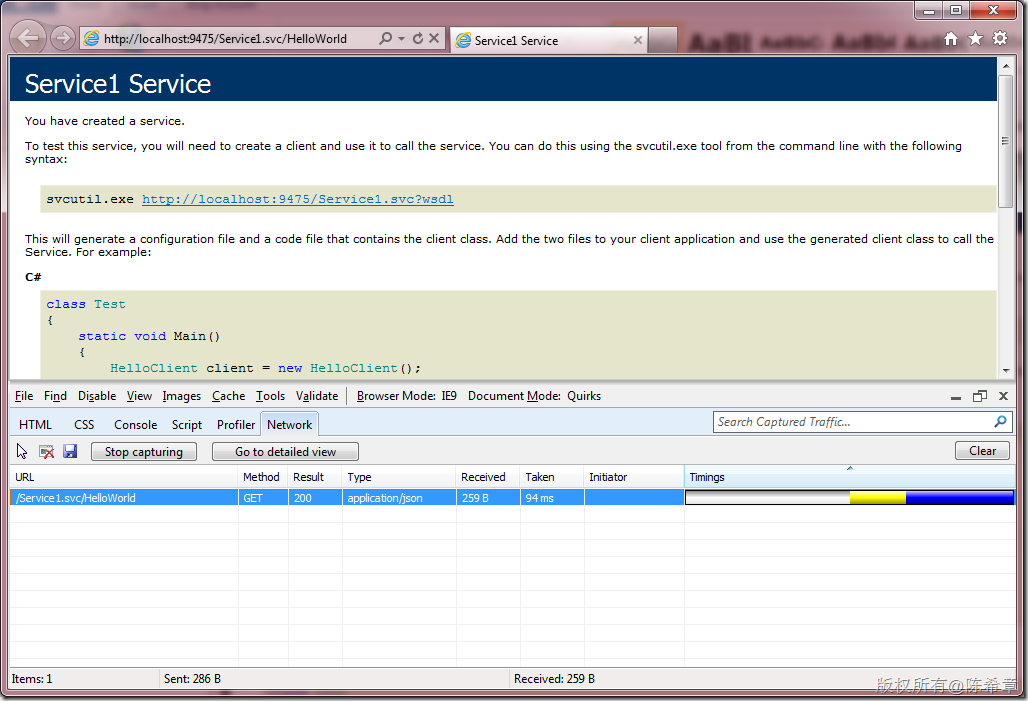 http://localhost:9475/Service1.svc/HelloWorld
Service1 Service
Service1 Service
You have created a service.
To test this service, you will need to create a client and use it to call the service. You can do this using the svcutil.exe tool from the command line with the following
syntax:
svcutil.exe http://localhost:9475/Service1.svc?wsdl
This will generate a configuration file and a code file that contains the client class. Add the two files to your client application and use the generated client class to call the
Service. For example:
C#
class Test
{
static void Main()
{
HelloClient client = new HelloClient();
File Find Disable View Images Cache Tools Validate Browser Mode: IE9 Document Mode: Quirks
HTML CSS Console Script Profiler Network Search Captured Traffic...
Stop capturing Go to detailed view Clear
URL Method Result Type Received Taken Initiator Timings
/Service1.svc/HelloWorld GET 200 application/json 259 B 94 ms
Items: 1 Sent: 286 B Received: 259 B
版权所有@陈希章